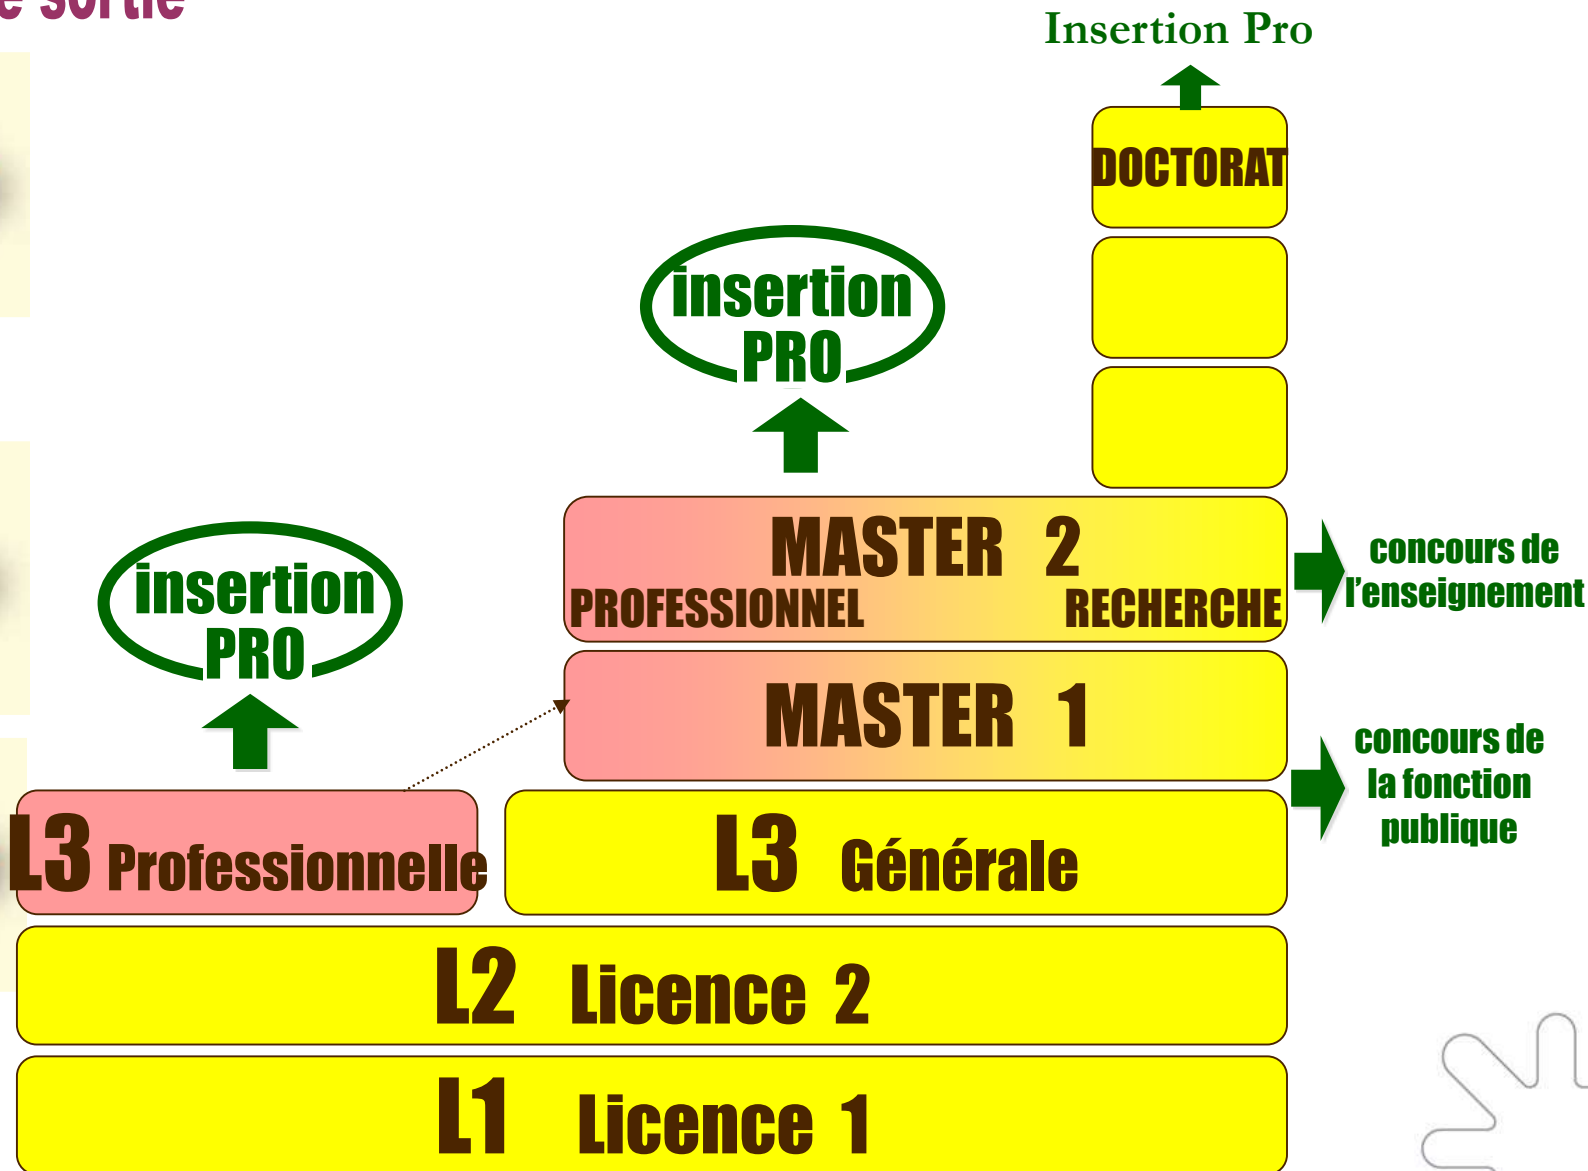 e sortie
Insertion Pro
DOCTORAT
insertion
PRO
MASTER 2
PROFESSIONNEL RECHERCHE
concours de
l'enseignement
insertion
PRO
MASTER 1
concours de
la fonction
publique
L3 Professionnelle
L3 Générale
L2 Licence 2
L1 Licence 1